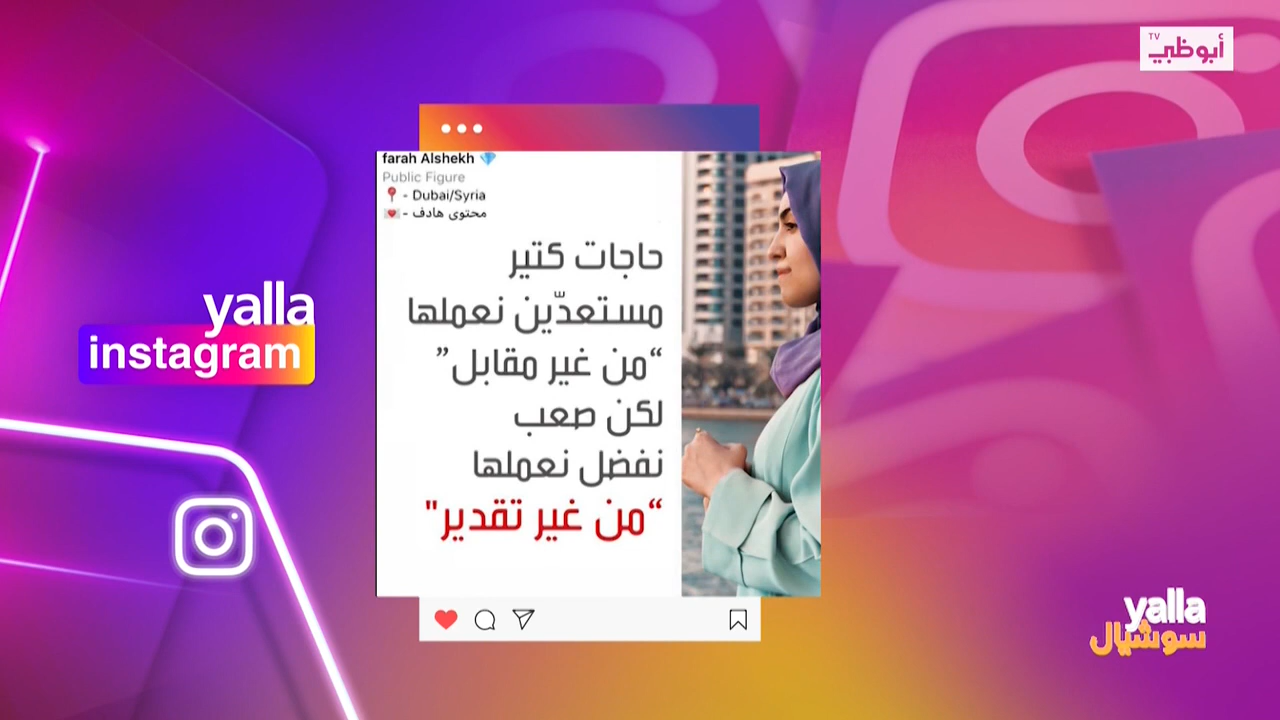 أبوظبي
TV
farah Alshekh 💎
Public Figure
📍 - Dubai/Syria
💌 - محتوى هادف
حاجات كتير
مستعدّين نعملها
“من غير مقابل”
لكن صعب
نفضل نعملها
“من غير تقدير"
yalla
instagram
yalla
سوشيال